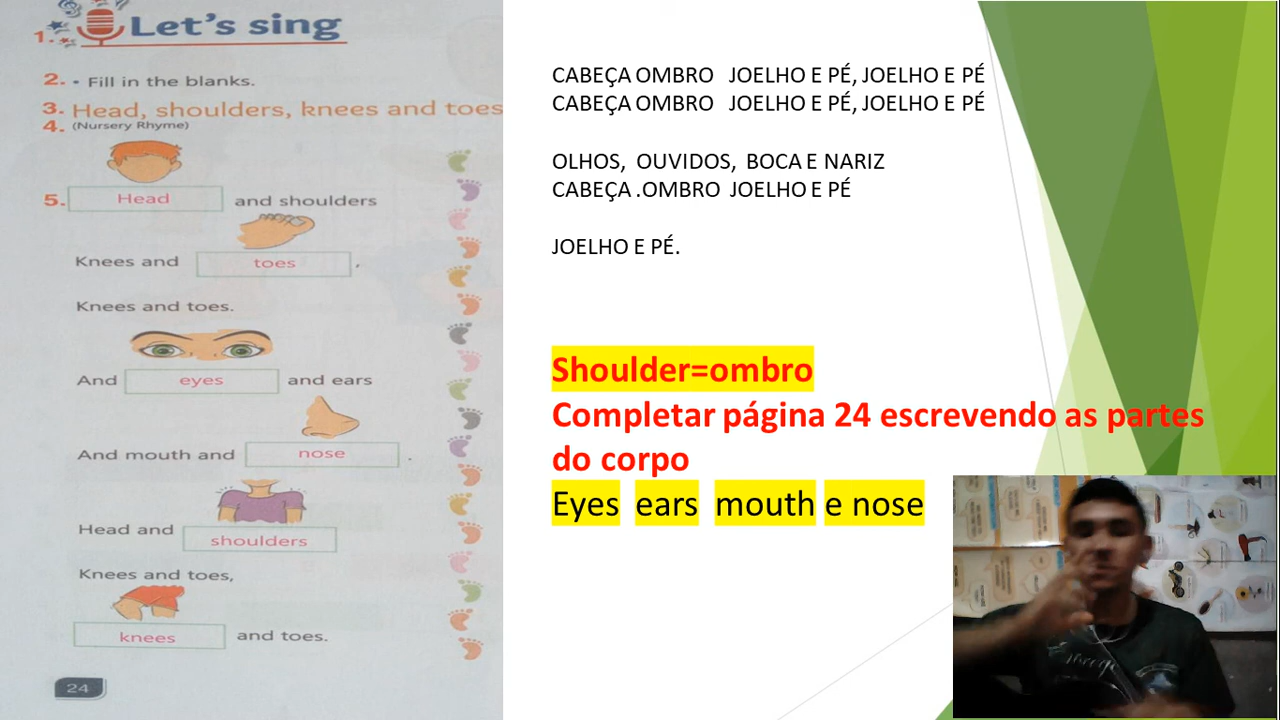 1. Let's sing
2. • Fill in the blanks.
3. Head, shoulders, knees and toes
4. (Nursery Rhyme)
5. Head and shoulders
Knees and toes ,
Knees and toes.
And eyes and ears
And mouth and nose .
Head and shoulders
Knees and toes,
knees and toes.
24
CABEÇA OMBRO JOELHO E PÉ, JOELHO E PÉ
CABEÇA OMBRO JOELHO E PÉ, JOELHO E PÉ
OLHOS, OUVIDOS, BOCA E NARIZ
CABEÇA .OMBRO JOELHO E PÉ
JOELHO E PÉ.
Shoulder=ombro
Completar página 24 escrevendo as partes
do corpo
Eyes ears mouth e nose